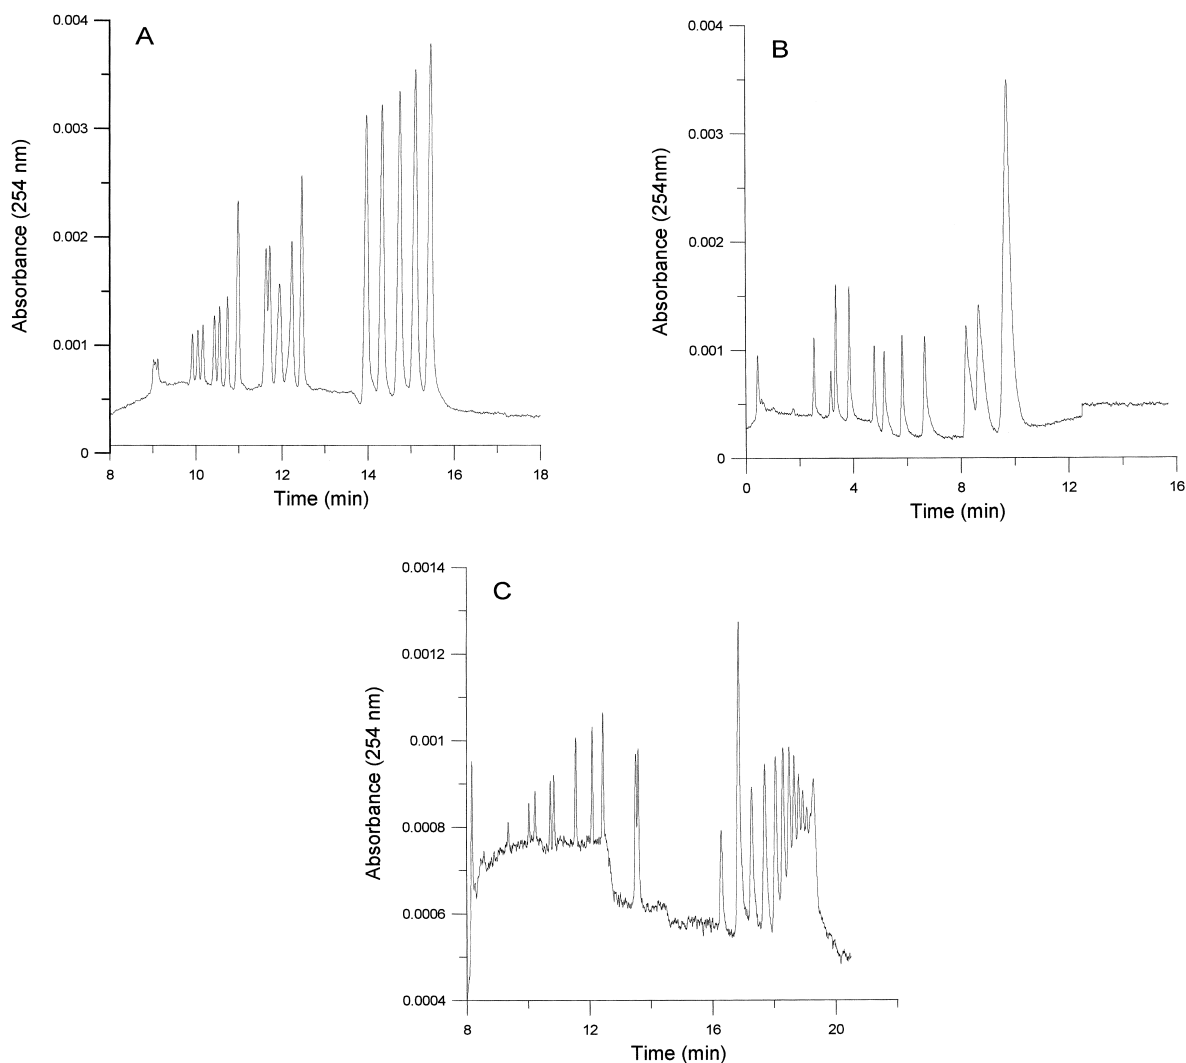 A
0.004
0.003
0.002
0.001
0
Absorbance (254 nm)
8 10 12 14 16 18
Time (min)
B
0.004
0.003
0.002
0.001
0
Absorbance (254nm)
0 4 8 12 16
Time (min)
C
0.0014
0.0012
0.001
0.0008
0.0006
0.0004
Absorbance (254 nm)
8 12 16 20
Time (min)